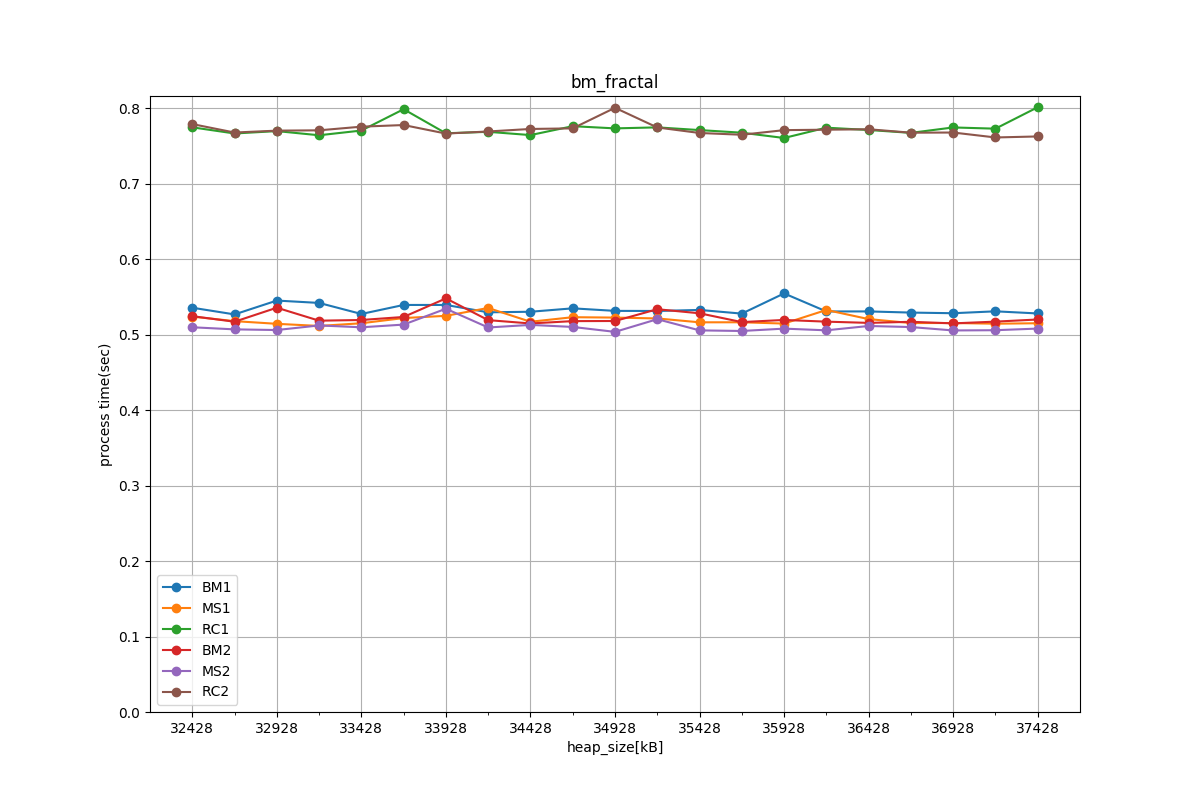 bm_fractal
process time(sec)
0.8
0.7
0.6
0.5
0.4
0.3
0.2
0.1
0.0
BM1
MS1
RC1
BM2
MS2
RC2
32428 32928 33428 33928 34428 34928 35428 35928 36428 36928 37428
heap_size[kB]